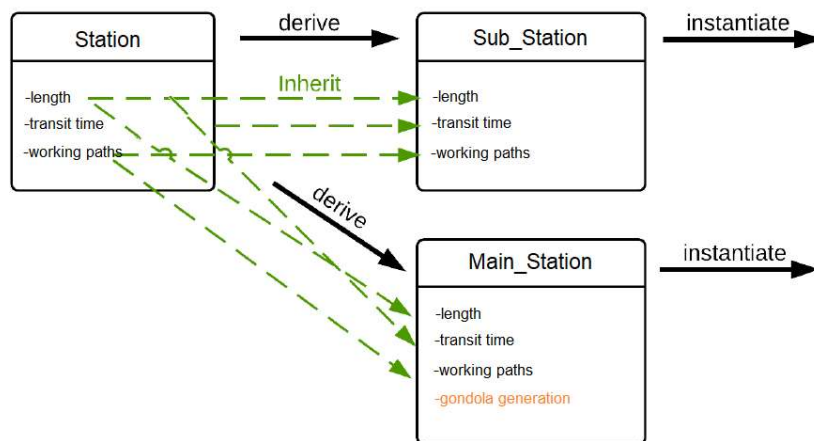 Station
-length
-transit time
-working paths
derive
Inherit
Sub_Station
-length
-transit time
-working paths
instantiate
derive
Main_Station
-length
-transit time
-working paths
-gondola generation
instantiate